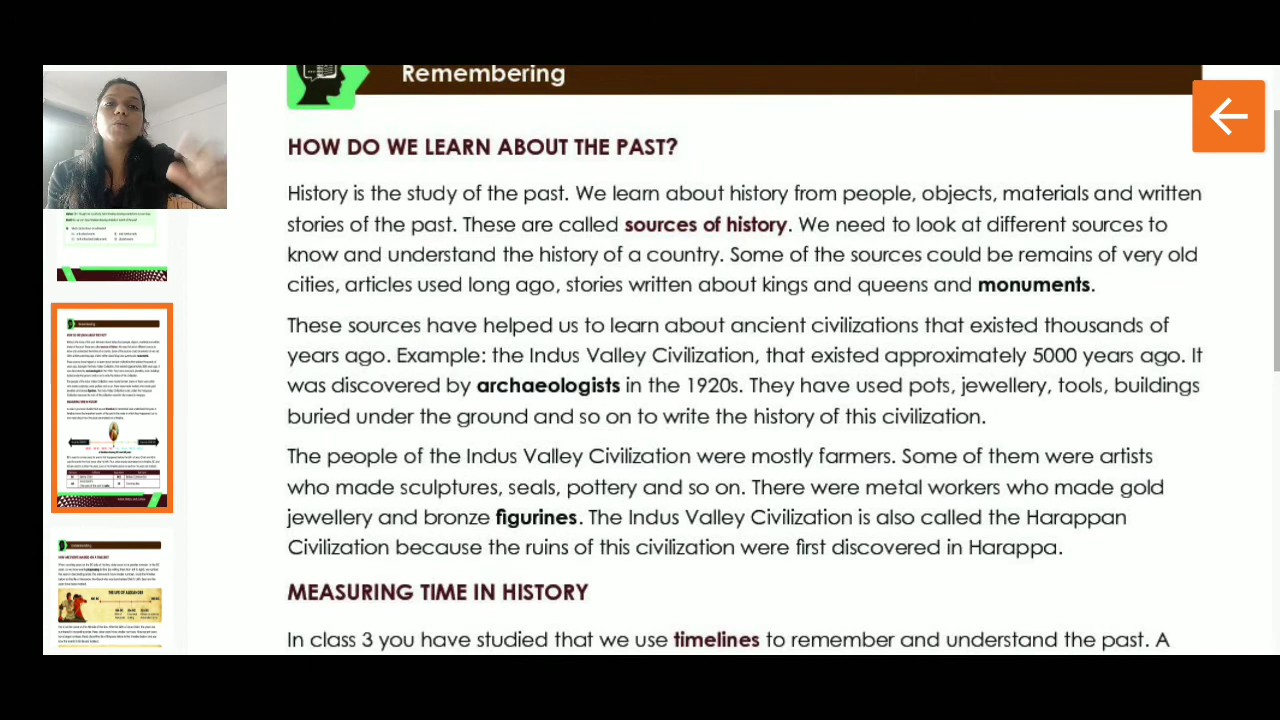 Remembering
HOW DO WE LEARN ABOUT THE PAST?
History is the study of the past. We learn about history from people, objects, materials and written
stories of the past. These are called sources of history. We need to look at different sources to
know and understand the history of a country. Some of the sources could be remains of very old
cities, articles used long ago, stories written about kings and queens and monuments.
These sources have helped us to learn about ancient civilizations that existed thousands of
years ago. Example: the Indus Valley Civilization, that existed approximately 5000 years ago. It
was discovered by archaeologists in the 1920s. They have used pots, jewellery, tools, buildings
buried under the ground and so on to write the history of this civilization.
The people of the Indus Valley Civilization were mostly farmers. Some of them were artists
who made sculptures, seals, pottery and so on. There were metal workers who made gold
jewellery and bronze figurines. The Indus Valley Civilization is also called the Harappan
Civilization because the ruins of this civilization were first discovered in Harappa.
MEASURING TIME IN HISTORY
In class 3 you have studied that we use timelines to remember and understand the past. A